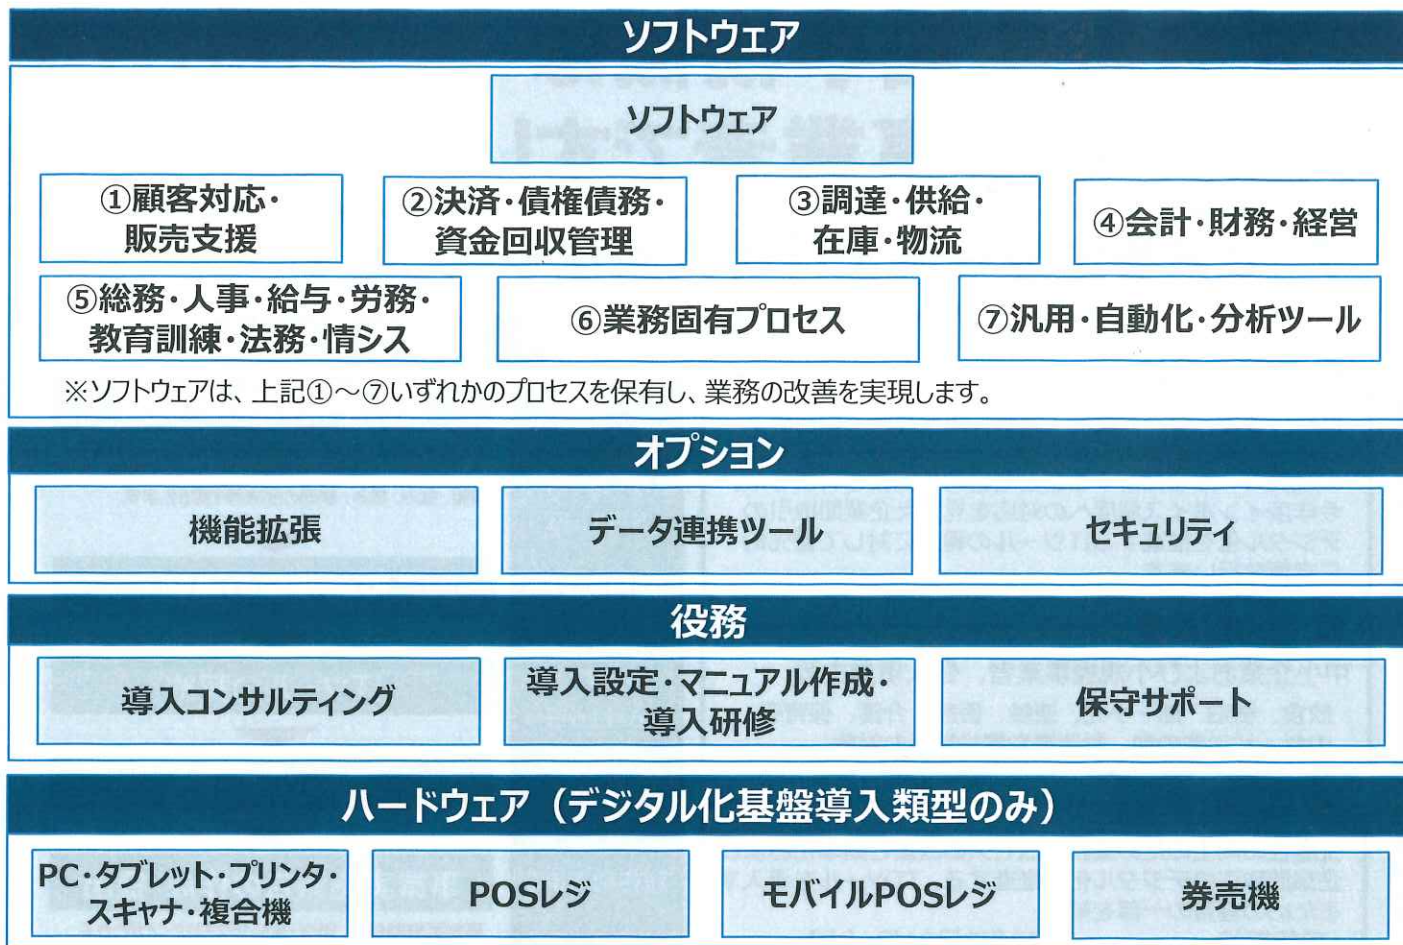 ソフトウェア
ソフトウェア
①顧客対応・
販売支援
②決済・債権債務・
資金回収管理
③調達・供給・
在庫・物流
④会計・財務・経営
⑤総務・人事・給与・労務・
教育訓練・法務・情シス
⑥業務固有プロセス
⑦汎用・自動化・分析ツール
※ソフトウェアは、上記①～⑦いずれかのプロセスを保有し、業務の改善を実現します。
オプション
機能拡張
データ連携ツール
セキュリティ
役務
導入コンサルティング
導入設定・マニュアル作成・
導入研修
保守サポート
ハードウェア（デジタル化基盤導入類型のみ）
PC・タブレット・プリンタ・
スキャナ・複合機
POSレジ
モバイルPOSレジ
券売機